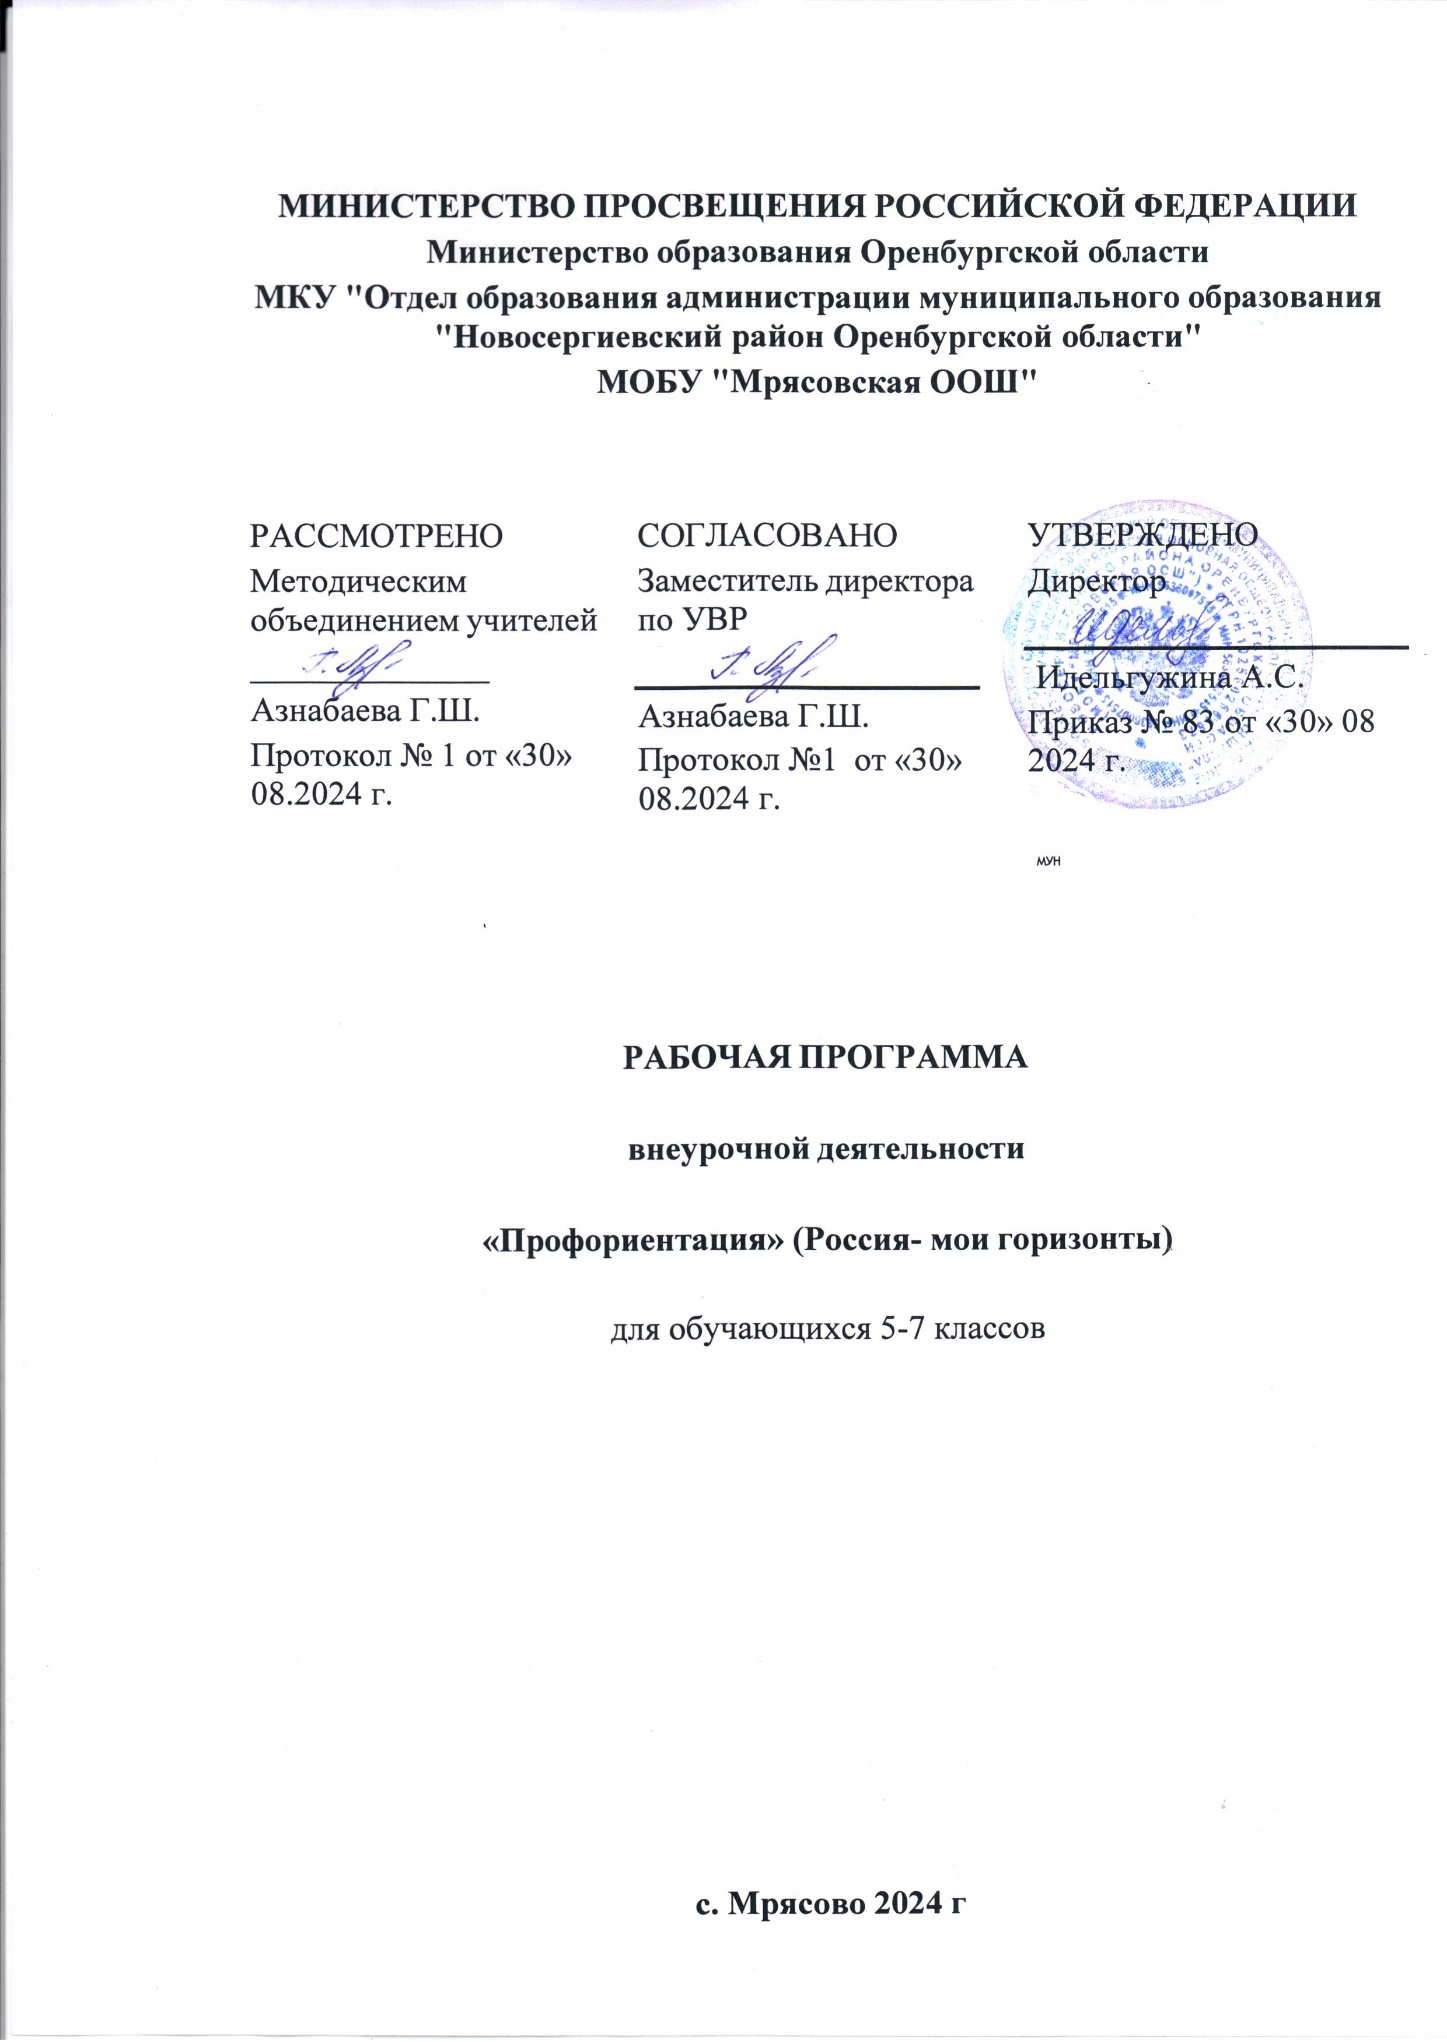 МИНИСТЕРСТВО ПРОСВЕЩЕНИЯ РОССИЙСКОЙ ФЕДЕРАЦИИ
Министерство образования Оренбургской области
МКУ "Отдел образования администрации муниципального образования
"Новосергиевский район Оренбургской области"
МОБУ "Мрясовская ООШ"
РАССМОТРЕНО
Методическим
объединением учителей
Азнабаева Г.Ш.
Протокол № 1 от «30»
08.2024 г.
СОГЛАСОВАНО
Заместитель директора
по УВР
Азнабаева Г.Ш.
Протокол №1 от «30»
08.2024 г.
УТВЕРЖДЕНО
Директор
Идельгужина А.С.
Приказ № 83 от «30» 08
2024 г.
МУН
РАБОЧАЯ ПРОГРАММА
внеурочной деятельности
«Профориентация» (Россия- мои горизонты)
для обучающихся 5-7 классов
с. Мрясово 2024 г